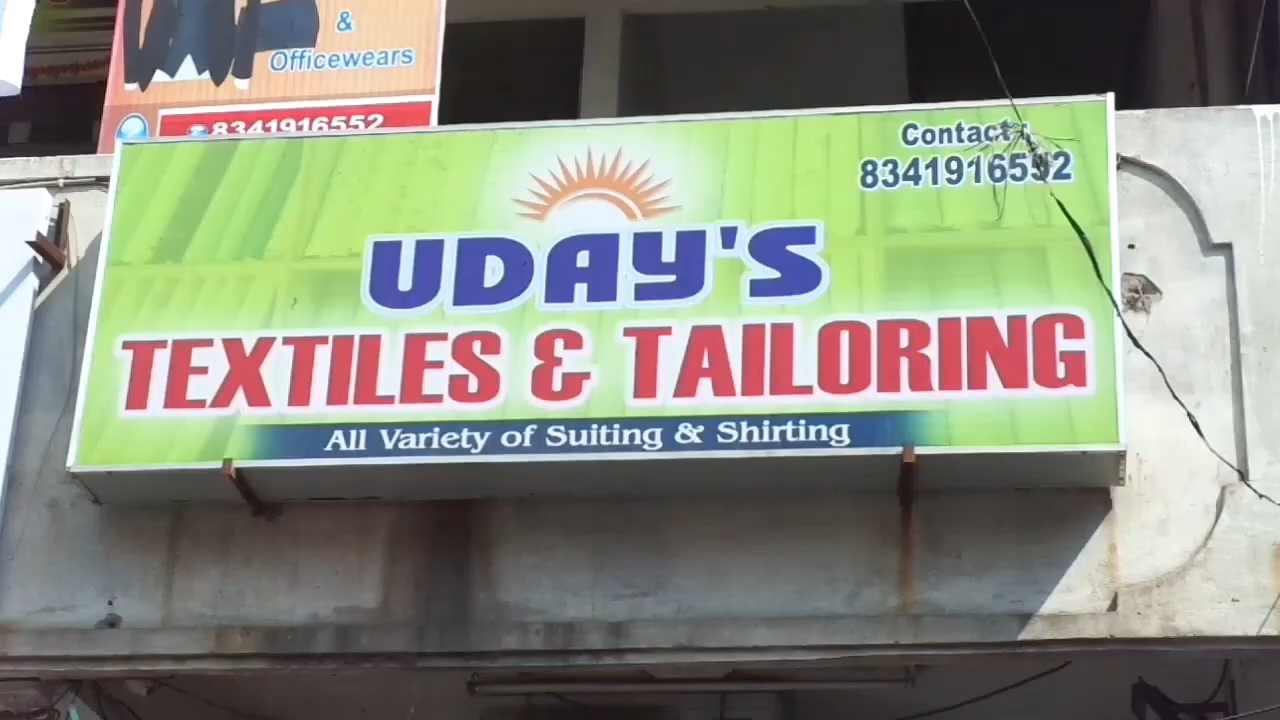 &
Officewears
8341916552
Contact :
8341916552
UDAY'S
TEXTILES & TAILORING
All Variety of Suiting & Shirting